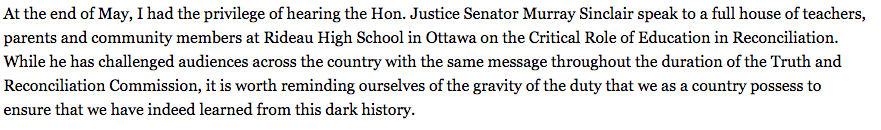 At the end of May, I had the privilege of hearing the Hon. Justice Senator Murray Sinclair speak to a full house of teachers,
parents and community members at Rideau High School in Ottawa on the Critical Role of Education in Reconciliation.
While he has challenged audiences across the country with the same message throughout the duration of the Truth and
Reconciliation Commission, it is worth reminding ourselves of the gravity of the duty that we as a country possess to
ensure that we have indeed learned from this dark history.